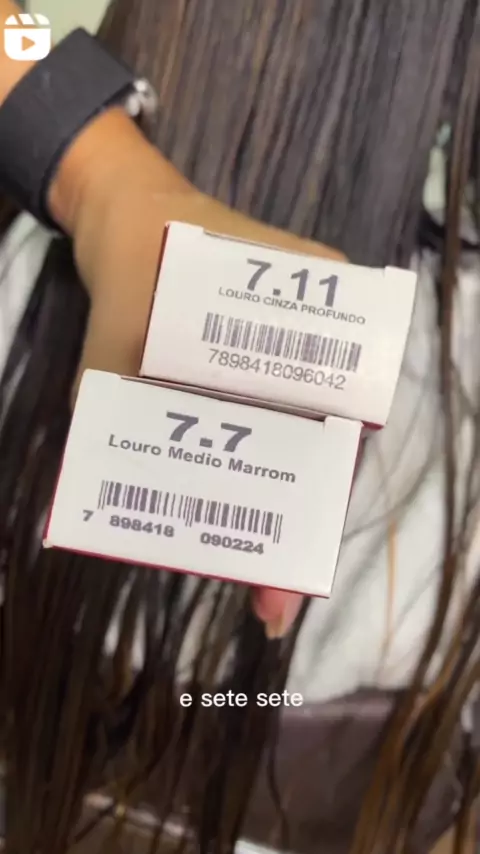 7.11
LOURO CINZA PROFUNDO
7898418096042
7.7
Louro Medio Marrom
7 898418 090224
e sete sete